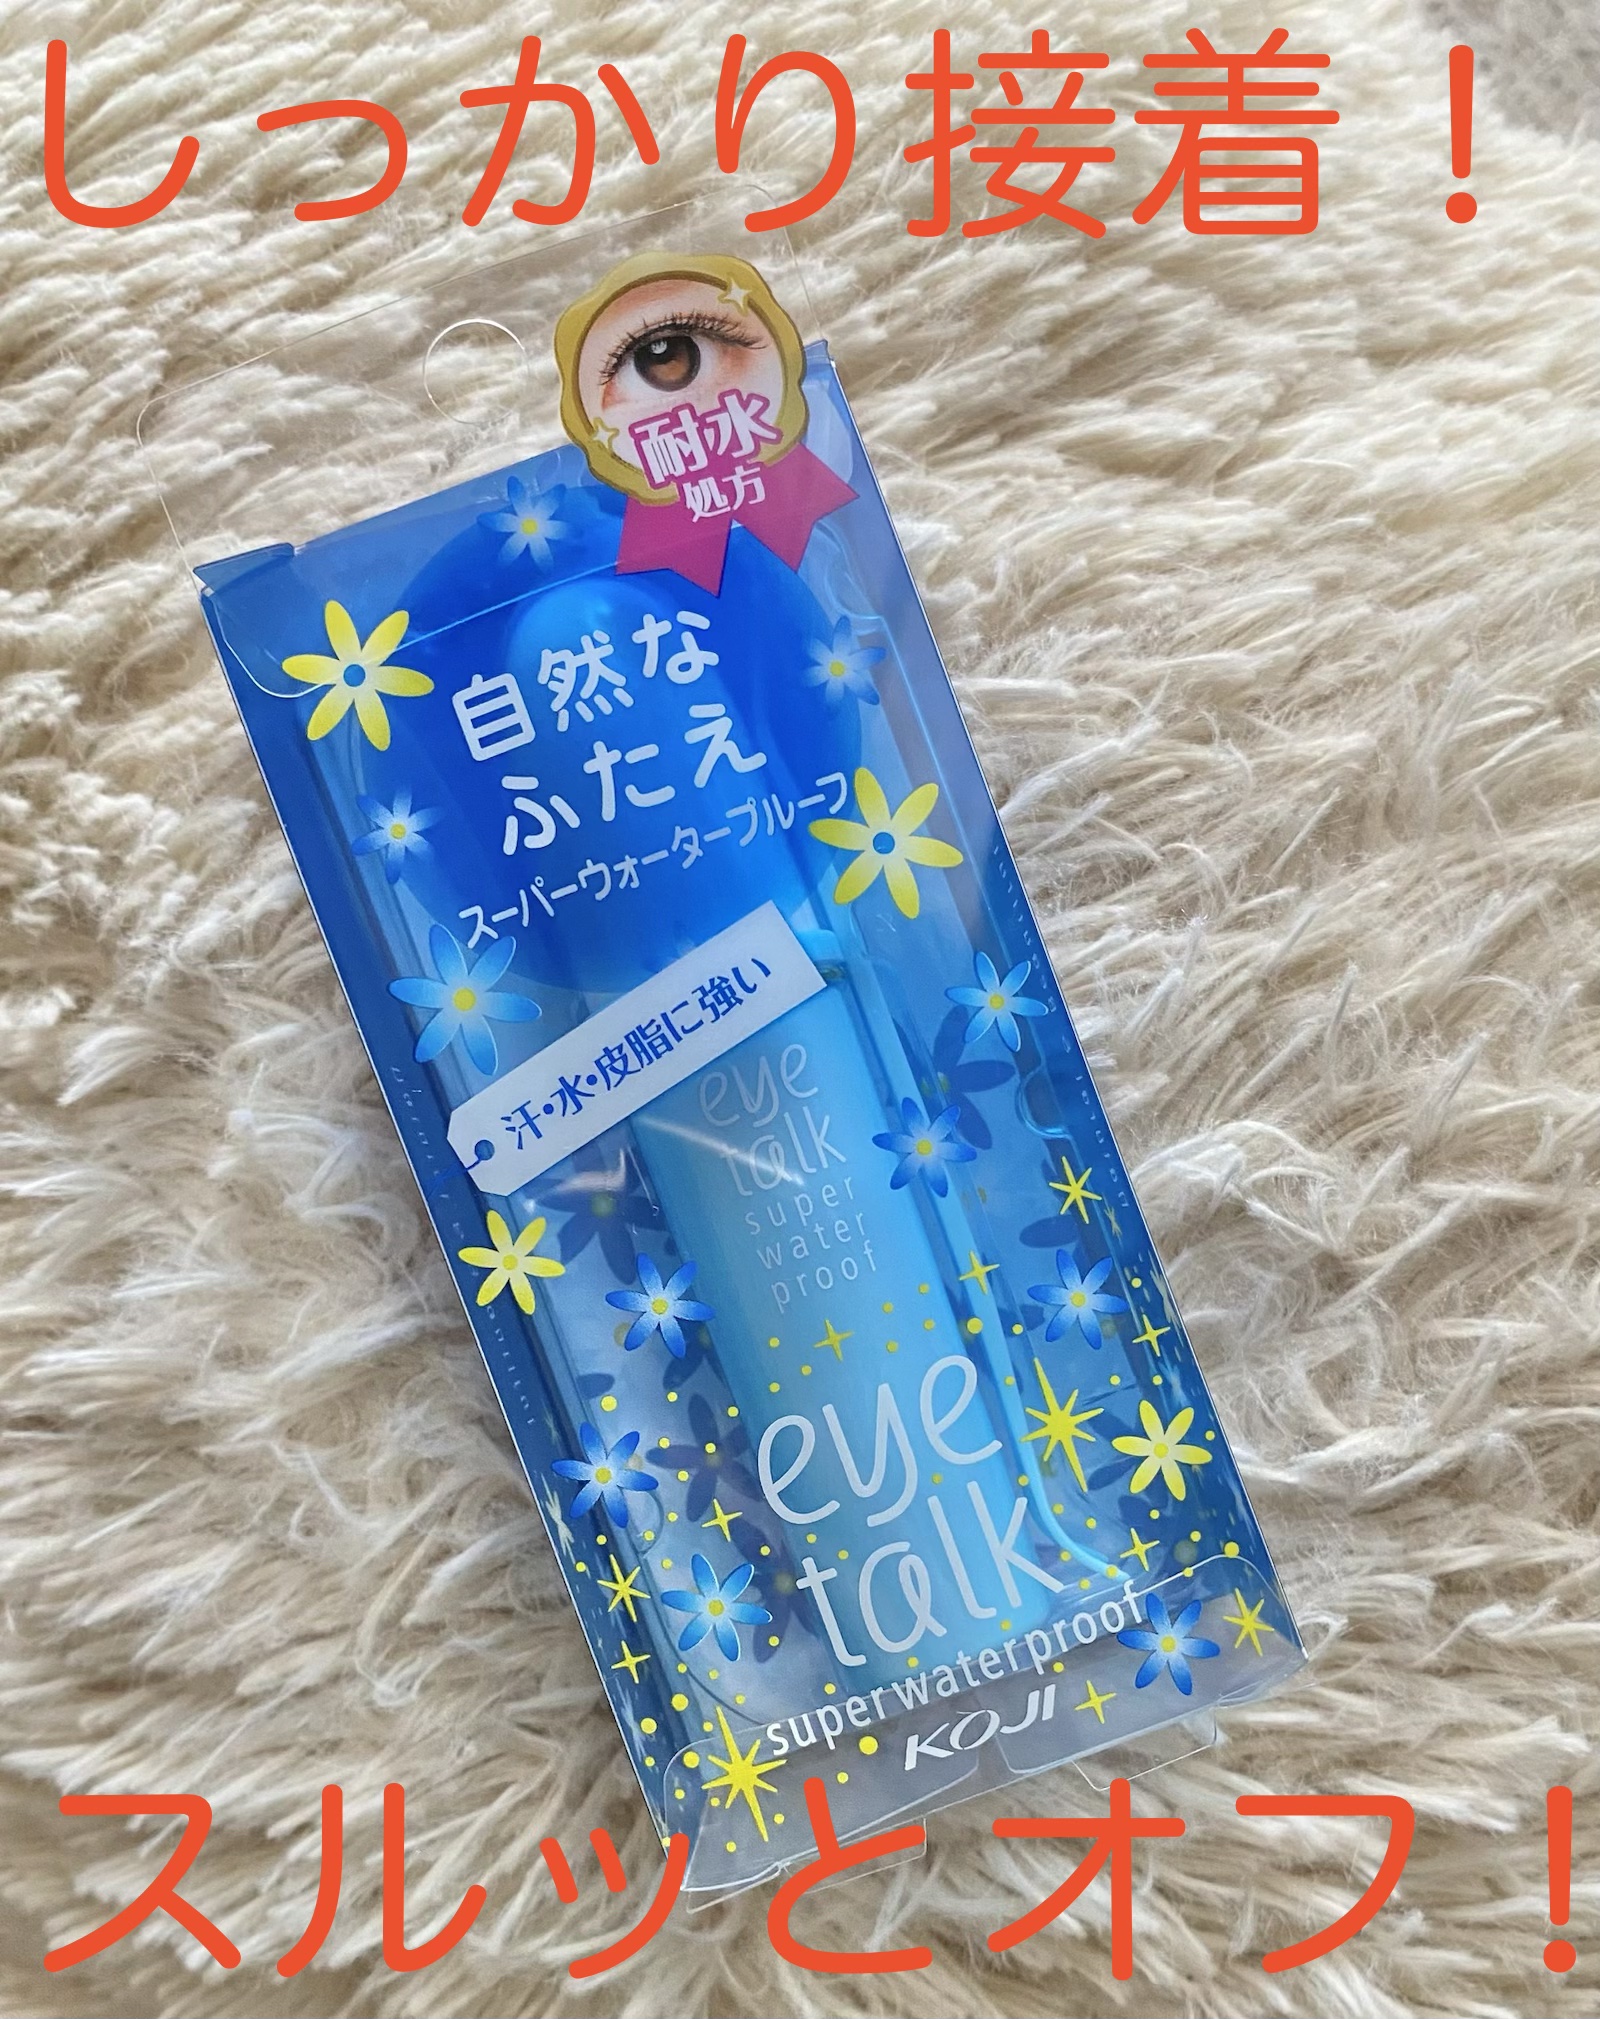 しっかり接着！
耐水
処方
自然な
ふたえ
スーパーウォータープルーフ
汗・水・皮脂に強い
eye
talk
super
water
proof
eye
talk
superwaterproof
KOJI
スルッとオフ！